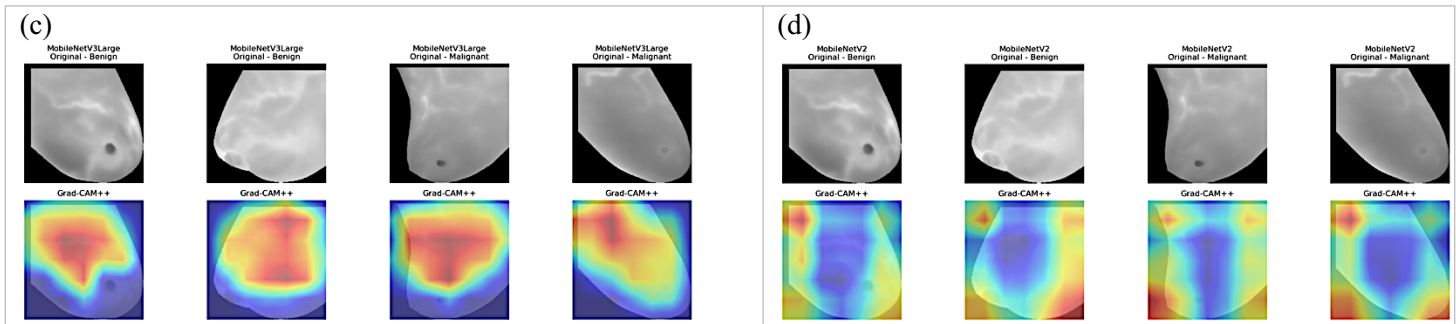 (c)
MobileNetV3Large
Original - Benign
MobileNetV3Large
Original - Benign
MobileNetV3Large
Original - Malignant
MobileNetV3Large
Original - Malignant
Grad-CAM++
Grad-CAM++
Grad-CAM++
Grad-CAM++
(d)
MobileNetV2
Original - Benign
MobileNetV2
Original - Benign
MobileNetV2
Original - Malignant
MobileNetV2
Original - Malignant
Grad-CAM++
Grad-CAM++
Grad-CAM++
Grad-CAM++